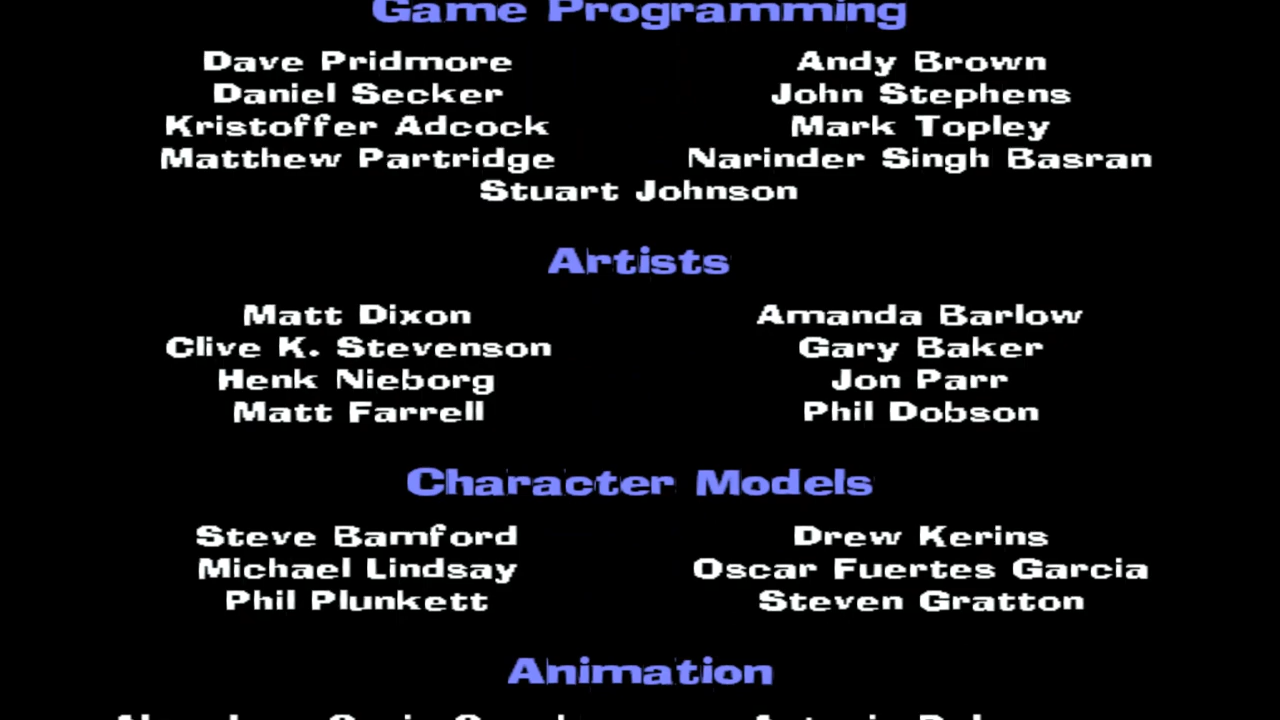 Game Programming
Dave Pridmore Andy Brown
Daniel Secker John Stephens
Kristoffer Adcock Mark Topley
Matthew Partridge Narinder Singh Basran
Stuart Johnson
Artists
Matt Dixon Amanda Barlow
Clive K. Stevenson Gary Baker
Henk Nieborg Jon Parr
Matt Farrell Phil Dobson
Character Models
Steve Bamford Drew Kerins
Michael Lindsay Oscar Fuertes Garcia
Phil Plunkett Steven Gratton
Animation